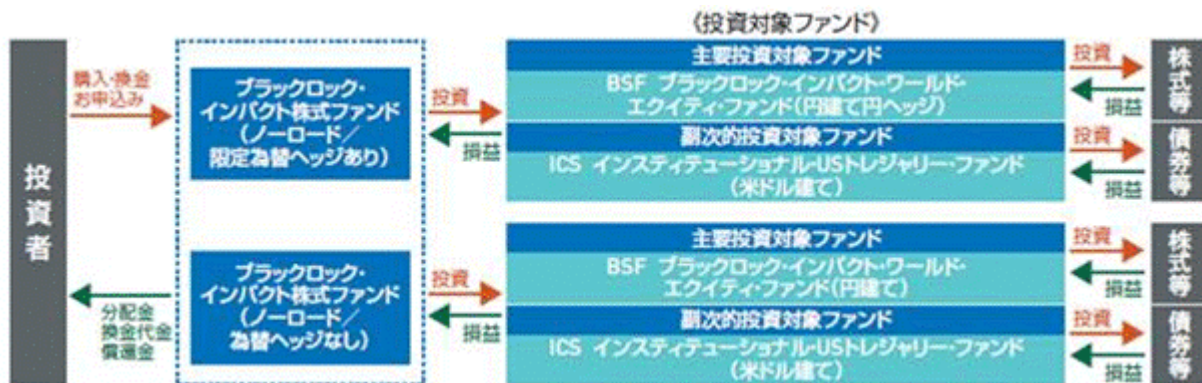 《投資対象ファンド》
投資者
購入・換金
お申込み
分配金
換金代金
償還金
ブラックロック・
インパクト株式ファンド
(ノーロード/
限定為替ヘッジあり)
投資
損益
主要投資対象ファンド
BSF ブラックロック・インパクト・ワールド・
エクイティ・ファンド(円建て円ヘッジ)
副次的投資対象ファンド
ICS インスティテューショナル・USトレジャリー・ファンド
(米ドル建て)
投資
損益
株式等
投資
損益
債券等
ブラックロック・
インパクト株式ファンド
(ノーロード/
為替ヘッジなし)
投資
損益
主要投資対象ファンド
BSF ブラックロック・インパクト・ワールド・
エクイティ・ファンド(円建て)
副次的投資対象ファンド
ICS インスティテューショナル・USトレジャリー・ファンド
(米ドル建て)
投資
損益
株式等
投資
損益
債券等